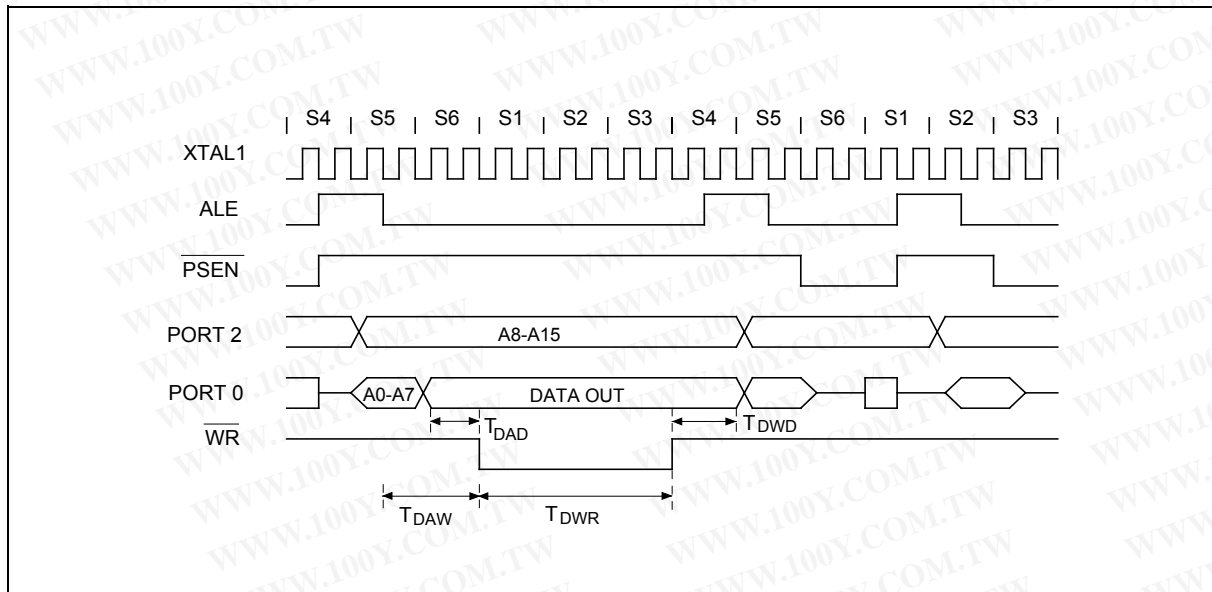 S4 S5 S6 S1 S2 S3 S4 S5 S6 S1 S2 S3
XTAL1
ALE
PSEN
PORT 2 A8-A15
PORT 0 A0-A7 DATA OUT
WR TDAD TDWD
TDAW TDWR
WWW.100Y.COM.TW